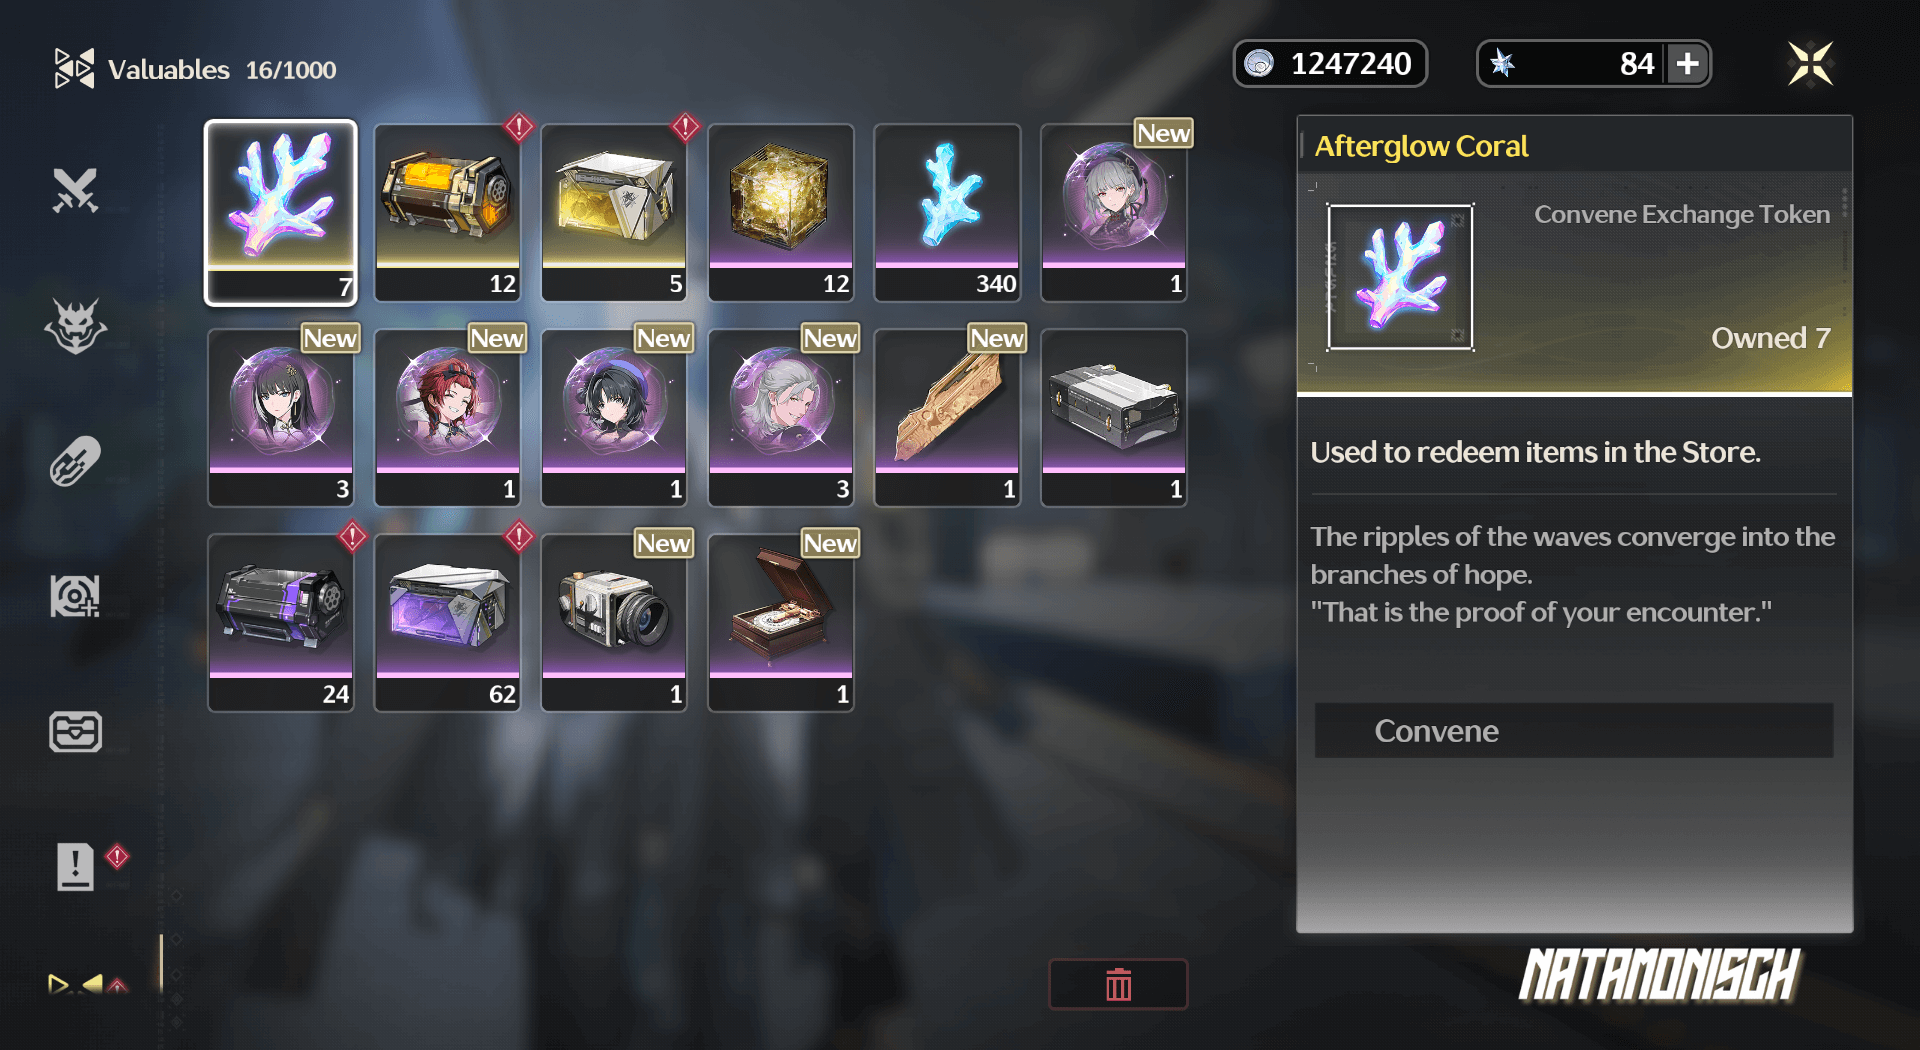 Valuables 16/1000
1247240
84
7
12
5
12
340
New
1
New
3
New
1
New
1
New
3
New
1
1
24
62
New
1
New
1
Afterglow Coral
Convene Exchange Token
Owned 7
Used to redeem items in the Store.
The ripples of the waves converge into the
branches of hope.
"That is the proof of your encounter."
Convene
NATAMONISCH